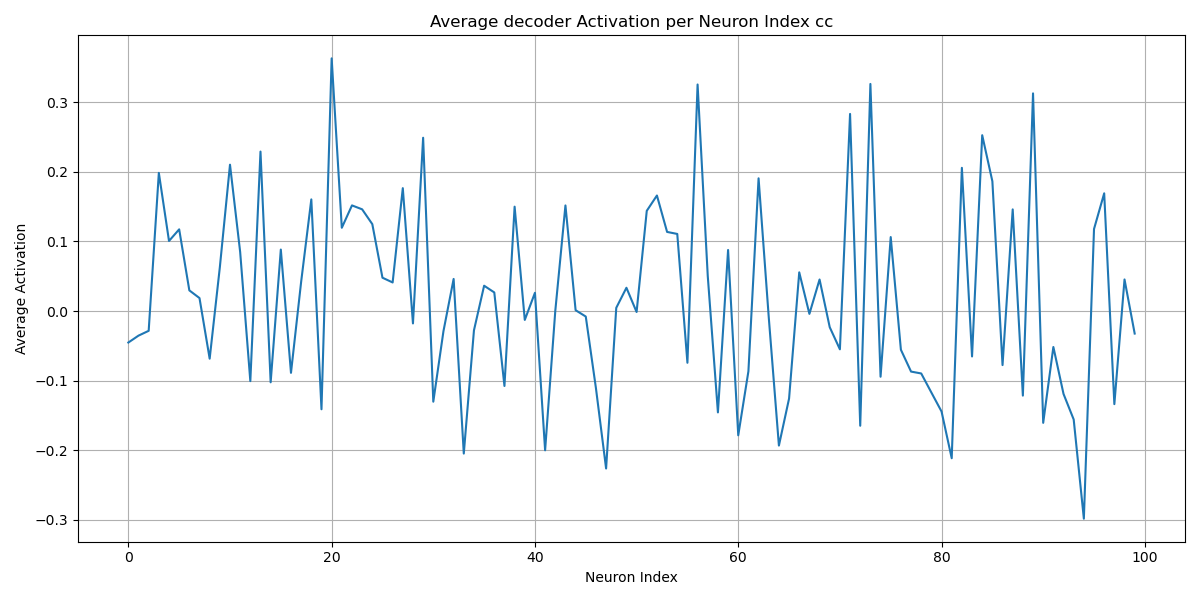 Average decoder Activation per Neuron Index cc
Average Activation
0.3
0.2
0.1
0.0
−0.1
−0.2
−0.3
0 20 40 60 80 100
Neuron Index